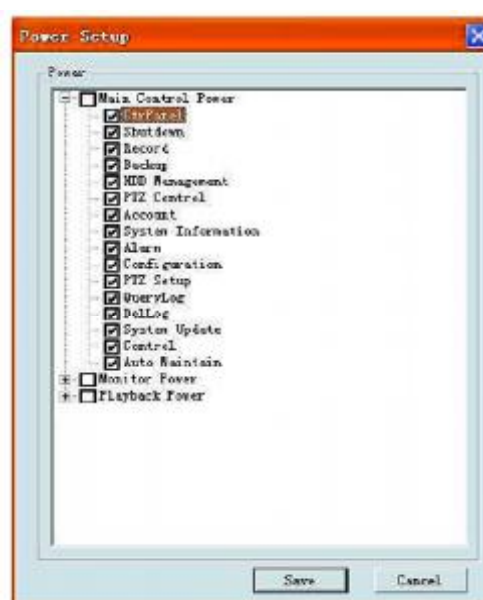 Power Setup
Power
Main Control Power
CtrPanel
Shutdown
Record
Backup
HDD Management
PTZ Control
Account
System Information
Alarm
Configuration
PTZ Setup
QueryLog
DelLog
System Update
Control
Auto Maintain
Monitor Power
Playback Power
Save
Cancel